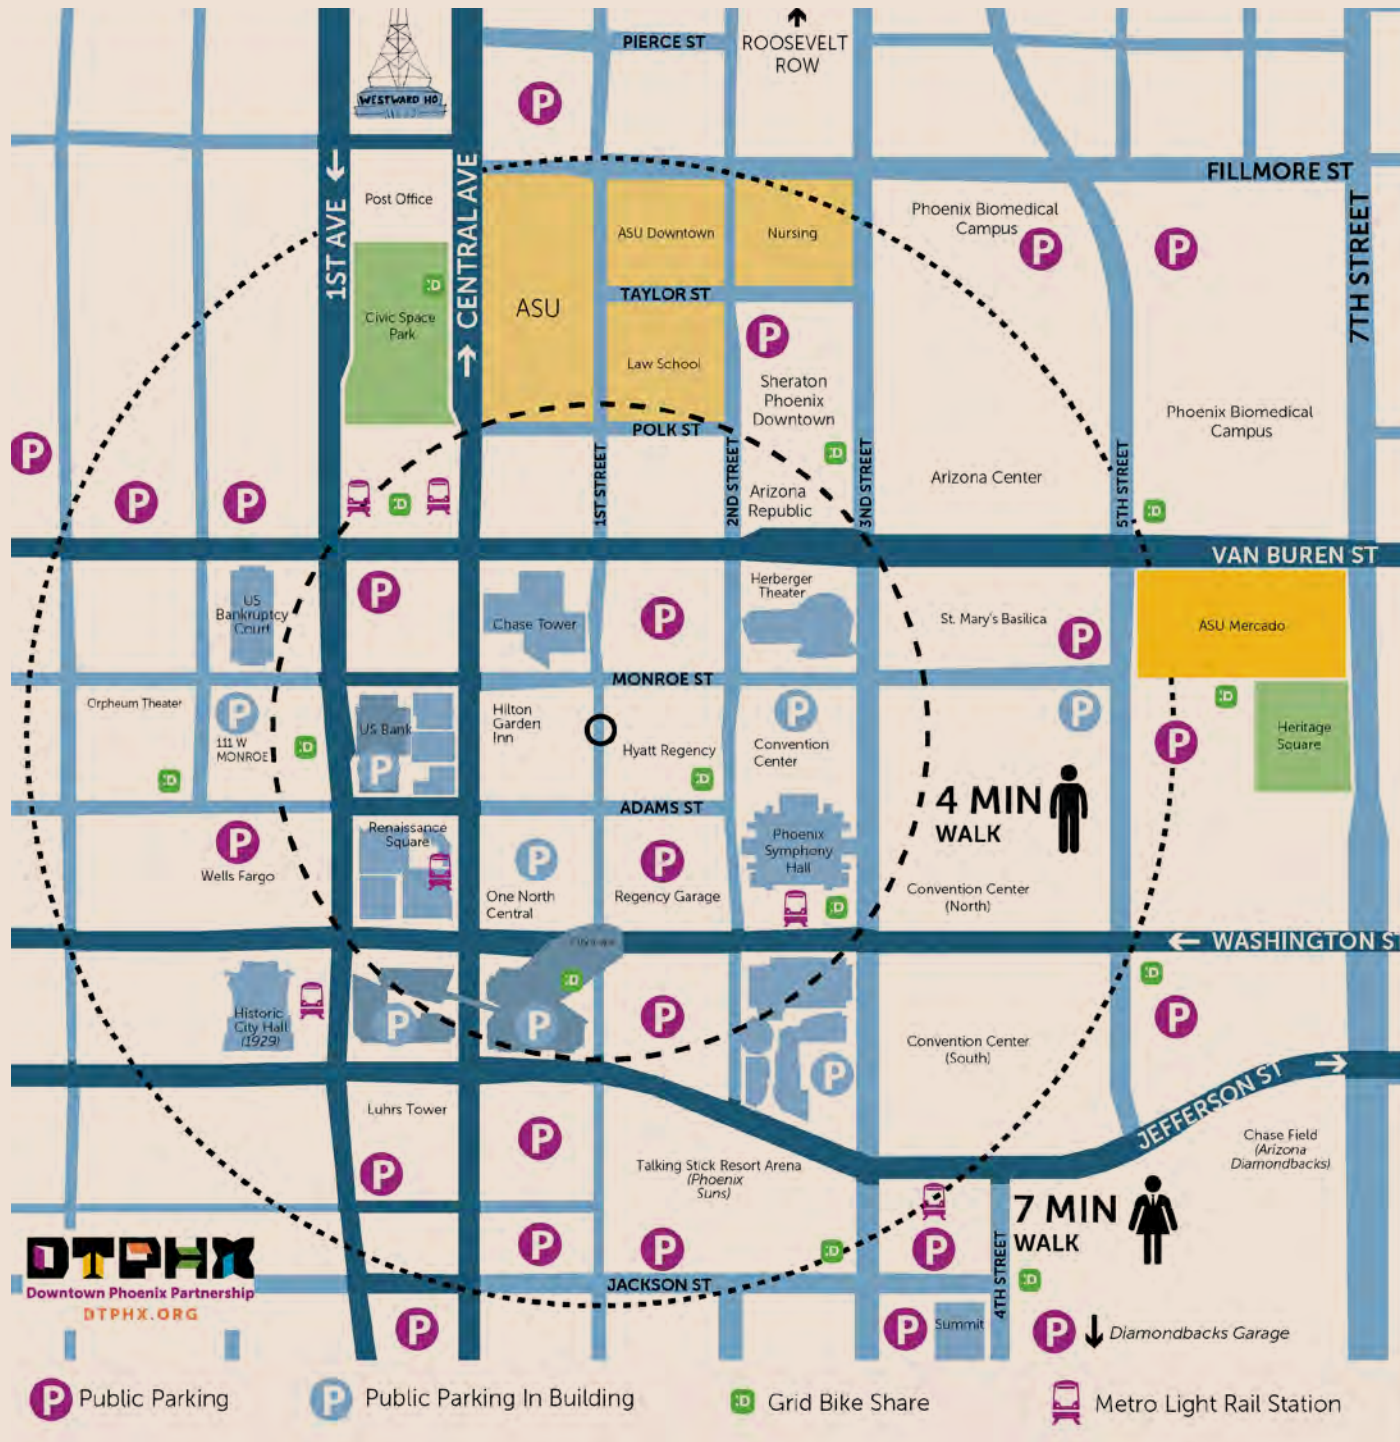 PIERCE ST
ROOSEVELT
ROW
WESTWARD HO
P
FILLMORE ST
1ST AVE
CENTRAL AVE
7TH STREET
Post Office
ASU Downtown
Nursing
Phoenix Biomedical
Campus
P
P
:D
Civic Space
Park
ASU
TAYLOR ST
P
Law School
Sheraton
Phoenix
Downtown
Phoenix Biomedical
Campus
POLK ST
P
P
P
:D
1ST STREET
2ND STREET
:D
3ND STREET
Arizona
Republic
Arizona Center
5TH STREET
:D
VAN BUREN ST
US
Bankruptcy
Court
P
Chase Tower
P
Herberger
Theater
St. Mary's Basilica
P
ASU Mercado
MONROE ST
Orpheum Theater
P
111 W
MONROE
:D
:D
US Bank
P
Hilton
Garden
Inn
Hyatt Regency
:D
P
Convention
Center
P
:D
P
Heritage
Square
ADAMS ST
4 MIN
WALK
P
Wells Fargo
Renaissance
Square
P
One North
Central
P
Regency Garage
Phoenix
Symphony
Hall
:D
Convention Center
(North)
WASHINGTON S
Historic
City Hall
(1929)
P
:D
P
P
P
Convention Center
(South)
:D
P
JEFFERSON ST
Luhrs Tower
P
P
Talking Stick Resort Arena
(Phoenix
Suns)
Chase Field
(Arizona
Diamondbacks)
7 MIN
WALK
P
P
:D
P
4TH STREET
:D
JACKSON ST
DTPHX
Downtown Phoenix Partnership
DTPHX.ORG
P
P
Summit
P
Diamondbacks Garage
P Public Parking
P Public Parking In Building
:D Grid Bike Share
Metro Light Rail Station